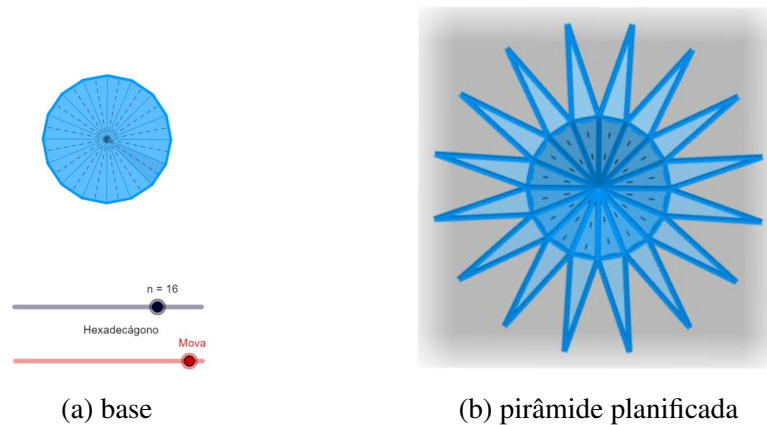 n = 16
Hexadecágono
Mova
(a) base
(b) pirâmide planificada